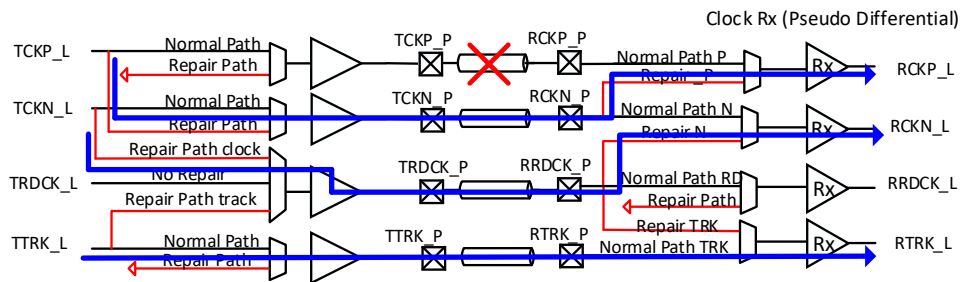 Clock Rx (Pseudo Differential)
TCKP_L
Normal Path
Repair Path
TCKP_P
RCKP_P
Normal Path P
Repair_P
Rx
RCKP_L
TCKN_L
Normal Path
Repair Path
TCKN_P
RCKN_P
Normal Path N
Repair N
Rx
RCKN_L
Repair Path clock
TRDCK_L
No Repair
Repair Path track
TRDCK_P
RRDCK_P
Normal Path RD
Repair Path
Rx
RRDCK_L
TTRK_L
Normal Path
Repair Path
TTRK_P
RTRK_P
Repair TRK
Normal Path TRK
Rx
RTRK_L